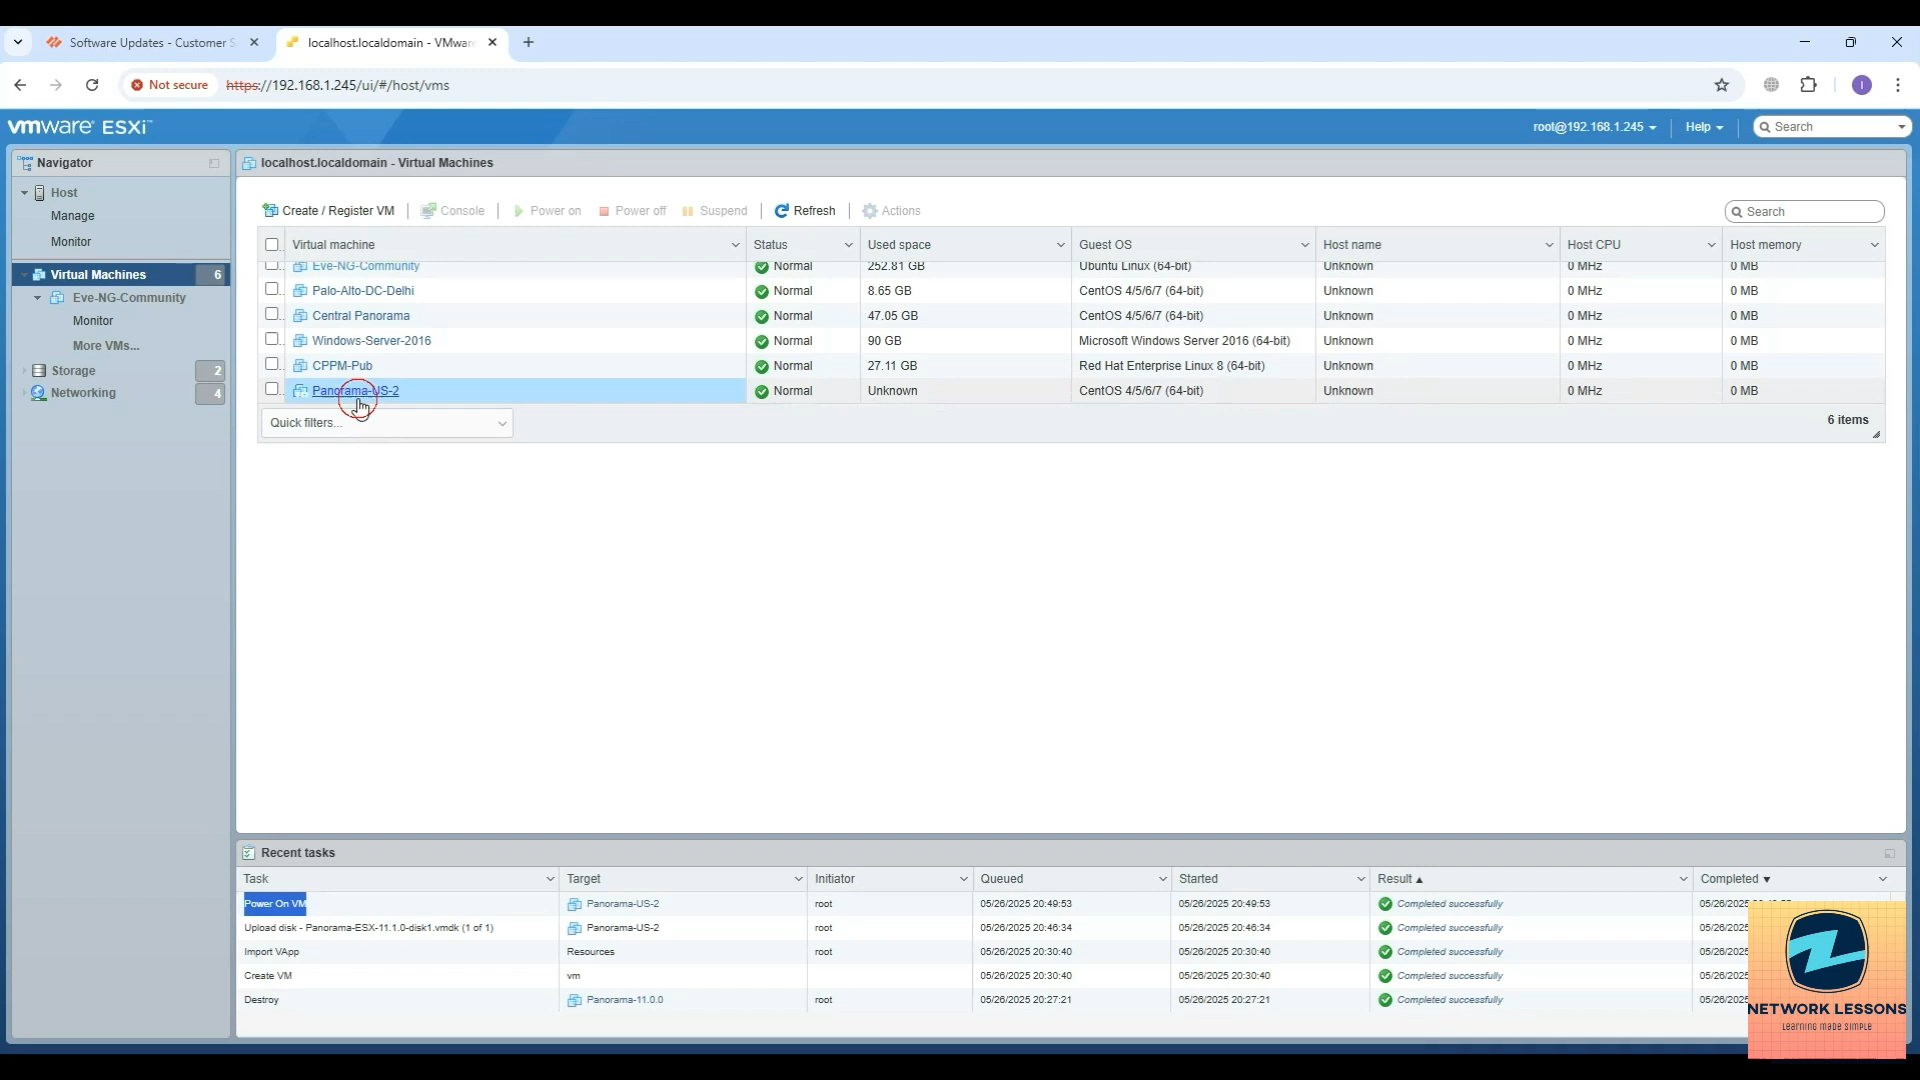 Software Updates - Customer S
localhost.localdomain - VMware
Not secure
https://192.168.1.245/ui/#/host/vms
I
vmware ESXi™
root@192.168.1.245
Help
Search
Navigator
localhost.localdomain - Virtual Machines
Host
Manage
Monitor
Virtual Machines 6
Eve-NG-Community
Monitor
More VMs...
Storage 2
Networking 4
Create / Register VM
Console
Power on
Power off
Suspend
Refresh
Actions
Search
Virtual machine Status Used space Guest OS Host name Host CPU Host memory
Eve-NG-Community Normal 252.81 GB Ubuntu Linux (64-bit) Unknown 0 MHz 0 MB
Palo-Alto-DC-Delhi Normal 8.65 GB CentOS 4/5/6/7 (64-bit) Unknown 0 MHz 0 MB
Central Panorama Normal 47.05 GB CentOS 4/5/6/7 (64-bit) Unknown 0 MHz 0 MB
Windows-Server-2016 Normal 90 GB Microsoft Windows Server 2016 (64-bit) Unknown 0 MHz 0 MB
CPPM-Pub Normal 27.11 GB Red Hat Enterprise Linux 8 (64-bit) Unknown 0 MHz 0 MB
Panorama-US-2 Normal Unknown CentOS 4/5/6/7 (64-bit) Unknown 0 MHz 0 MB
Quick filters...
6 items
Recent tasks
Task Target Initiator Queued Started Result Completed
Power On VM Panorama-US-2 root 05/26/2025 20:49:53 05/26/2025 20:49:53 Completed successfully
Upload disk - Panorama-ESX-11.1.0-disk1.vmdk (1 of 1) Panorama-US-2 root 05/26/2025 20:46:34 05/26/2025 20:46:34 Completed successfully 05/26/2025
Import VApp Resources root 05/26/2025 20:30:40 05/26/2025 20:30:40 Completed successfully 05/26/2025
Create VM vm 05/26/2025 20:30:40 05/26/2025 20:30:40 Completed successfully 05/26/2025
Destroy Panorama-11.0.0 root 05/26/2025 20:27:21 05/26/2025 20:27:21 Completed successfully 05/26/2025
NETWORK LESSONS
Learning made simple